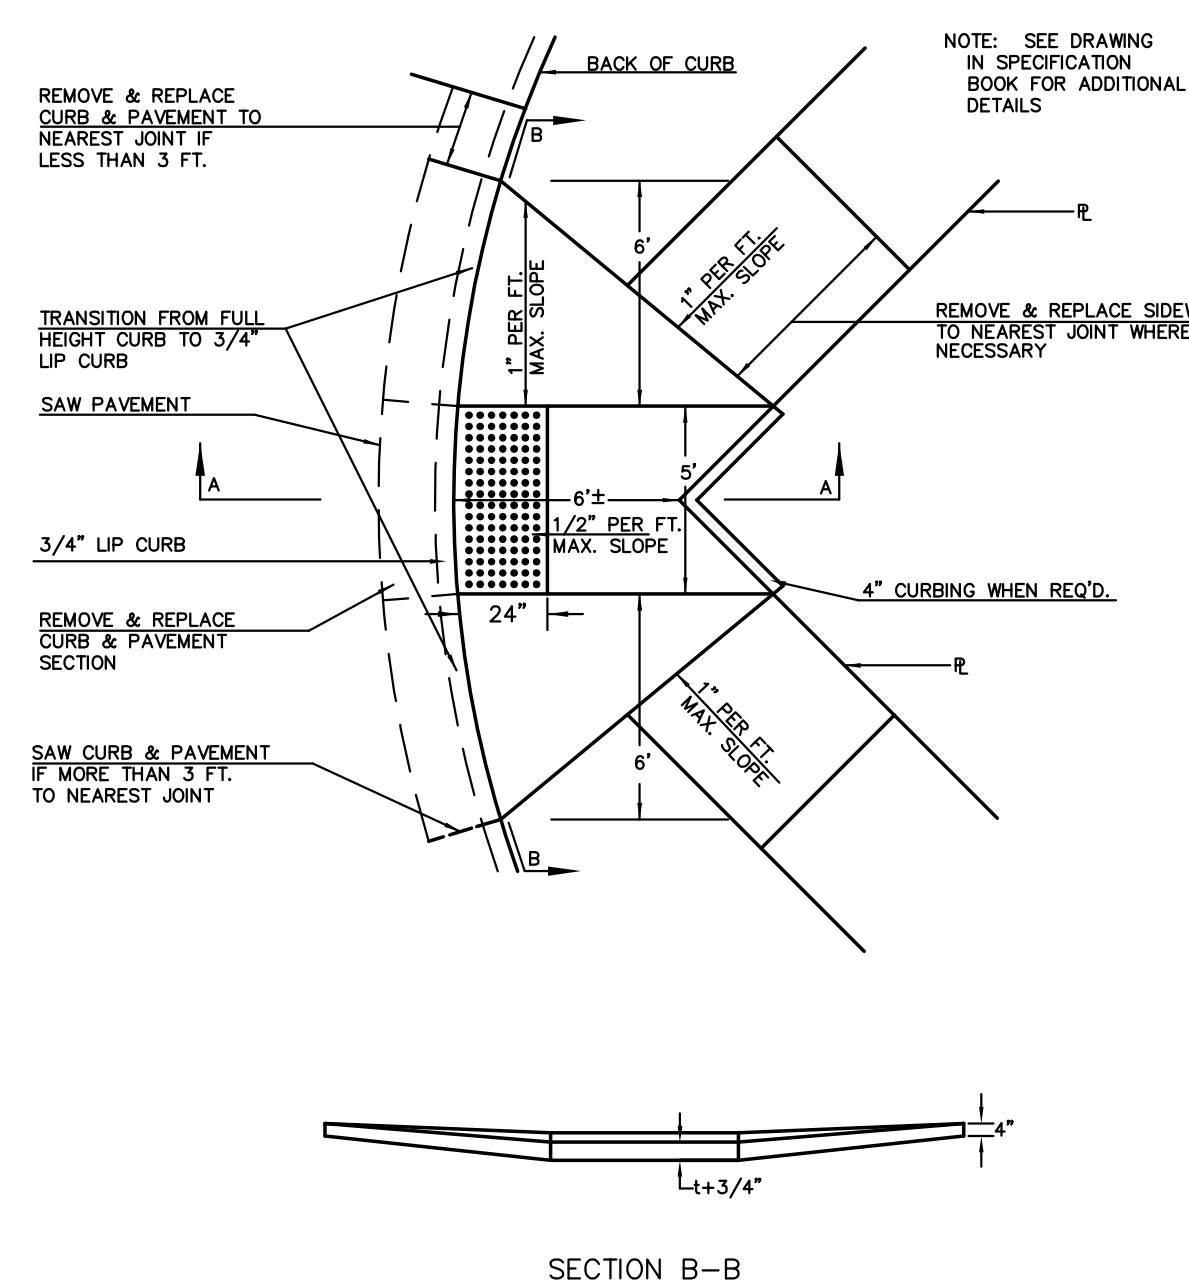 NOTE: SEE DRAWING
IN SPECIFICATION
BOOK FOR ADDITIONAL
DETAILS
BACK OF CURB
REMOVE & REPLACE
CURB & PAVEMENT TO
NEAREST JOINT IF
LESS THAN 3 FT.
B
6'
1" PER FT.
MAX. SLOPE
1" PER FT.
MAX. SLOPE
PL
REMOVE & REPLACE
TO NEAREST JOINT WHERE
NECESSARY
TRANSITION FROM FULL
HEIGHT CURB TO 3/4"
LIP CURB
SAW PAVEMENT
A
5'
6'±
A
1/2" PER FT.
MAX. SLOPE
3/4" LIP CURB
4" CURBING WHEN REQ'D.
24"
REMOVE & REPLACE
CURB & PAVEMENT
SECTION
PL
1" PER FT.
MAX. SLOPE
6'
SAW CURB & PAVEMENT
IF MORE THAN 3 FT.
TO NEAREST JOINT
B
4"
t+3/4"
SECTION B-B